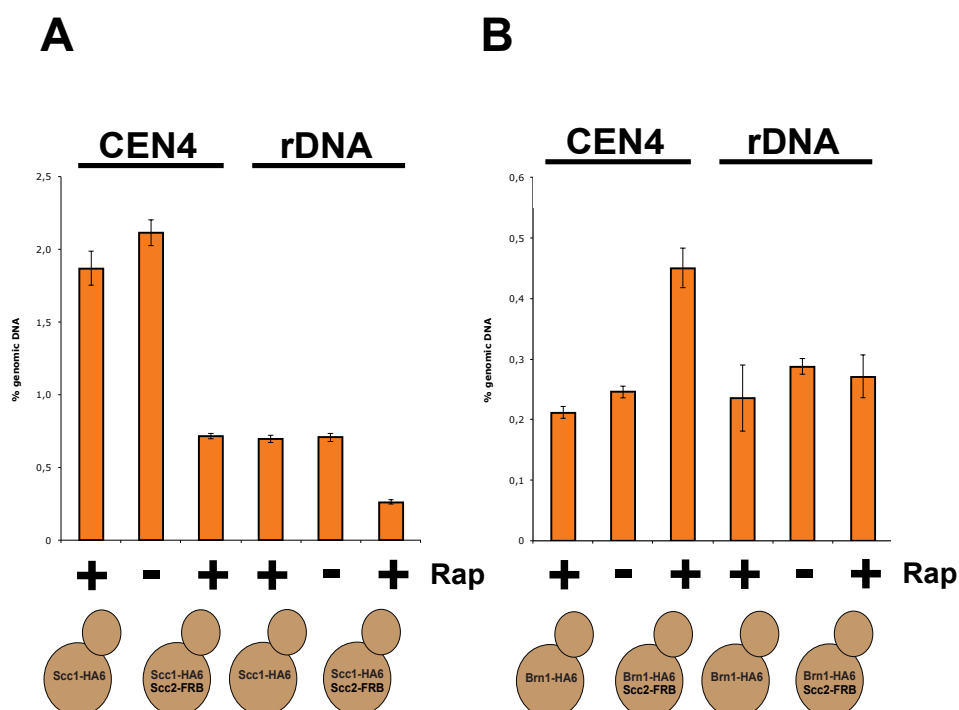 A
CEN4 rDNA
2,5
2,0
1,5
1,0
0,5
0
% genomic DNA
+ - + + - + Rap
Scc1-HA6
Scc1-HA6
Scc2-FRB
Scc1-HA6
Scc1-HA6
Scc2-FRB
B
CEN4 rDNA
0,6
0,5
0,4
0,3
0,2
0,1
0
% genomic DNA
+ - + + - + Rap
Brn1-HA6
Brn1-HA6
Scc2-FRB
Brn1-HA6
Brn1-HA6
Scc2-FRB